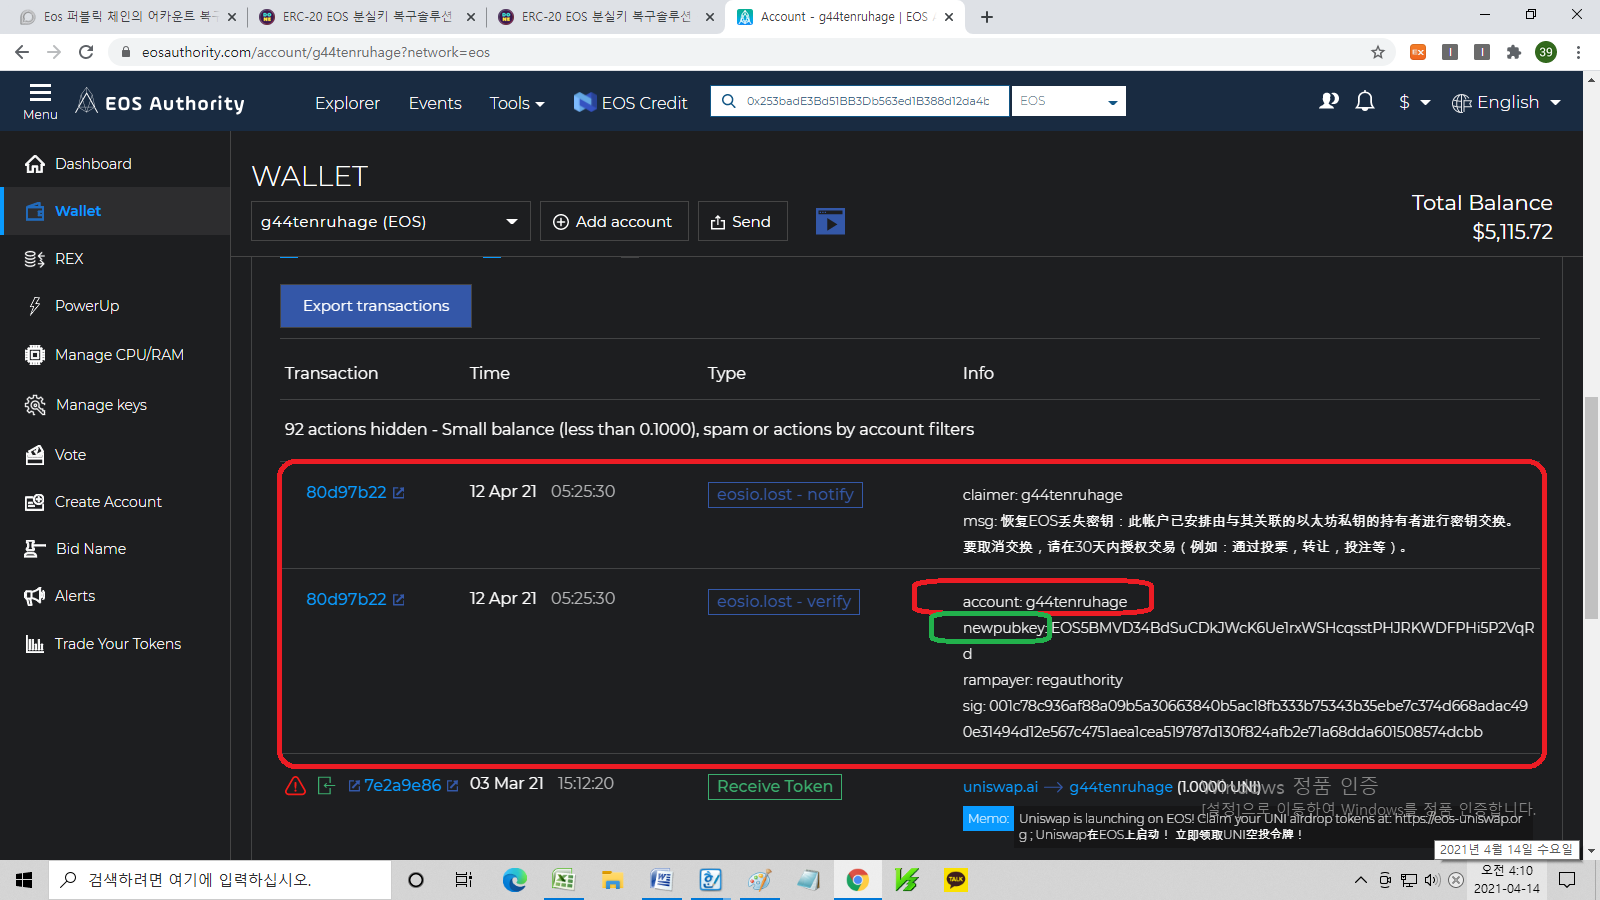 Eos 퍼블릭 제인의 어카운트 복구
ERC-20 EOS 분실키 복구솔루션
ERC-20 EOS 분실키 복구솔루션
Account - g44tenruhage | EOS A
eosauthority.com/account/g44tenruhage?network=eos
39
Menu
EOS Authority
Explorer
Events
Tools
EOS Credit
0x253badE3Bd51BB3Db563ed1B388d12da4b
EOS
$
English
Dashboard
Wallet
REX
PowerUp
Manage CPU/RAM
Manage keys
Vote
Create Account
Bid Name
Alerts
Trade Your Tokens
WALLET
g44tenruhage (EOS)
Add account
Send
Total Balance
$5,115.72
Export transactions
Transaction Time Type Info
92 actions hidden - Small balance (less than 0.1000), spam or actions by account filters
80d97b22 12 Apr 21 05:25:30 eosio.lost - notify
claimer: g44tenruhage
msg: 恢复EOS丢失密钥：此帐户已安排由与其关联的以太坊私钥的持有者进行密钥交换。
要取消交换，请在30天内授权交易（例如：通过投票，转让，投注等）。
80d97b22 12 Apr 21 05:25:30 eosio.lost - verify
account: g44tenruhage
newpubkey: EOS5BMVD34BdSuCDkJWcK6Ue1rxWSHcqsstPHJRKWDFPHi5P2VqR
d
rampayer: regauthority
sig: 001c78c936af88a09b5a30663840b5ac18fb333b75343b35ebe7c374d668adac49
0e31494d12e567c4751aea1cea519787d130f824afb2e71a68dda601508574dcbb
7e2a9e86 03 Mar 21 15:12:20 Receive Token
uniswap.ai → g44tenruhage (1.0000 UNI)
Windows 정품 인증
[설정]으로 이동하여 Windows를 정품 인증합니다.
Memo: Uniswap is launching on EOS! Claim your UNI airdrop tokens at: https://eos-uniswap.or
g ; Uniswap在EOS上启动！ 立即领取UNI空投令牌！
2021년 4월 14일 수요일
검색하려면 여기에 입력하십시오.
TALK
오전 4:10
2021-04-14